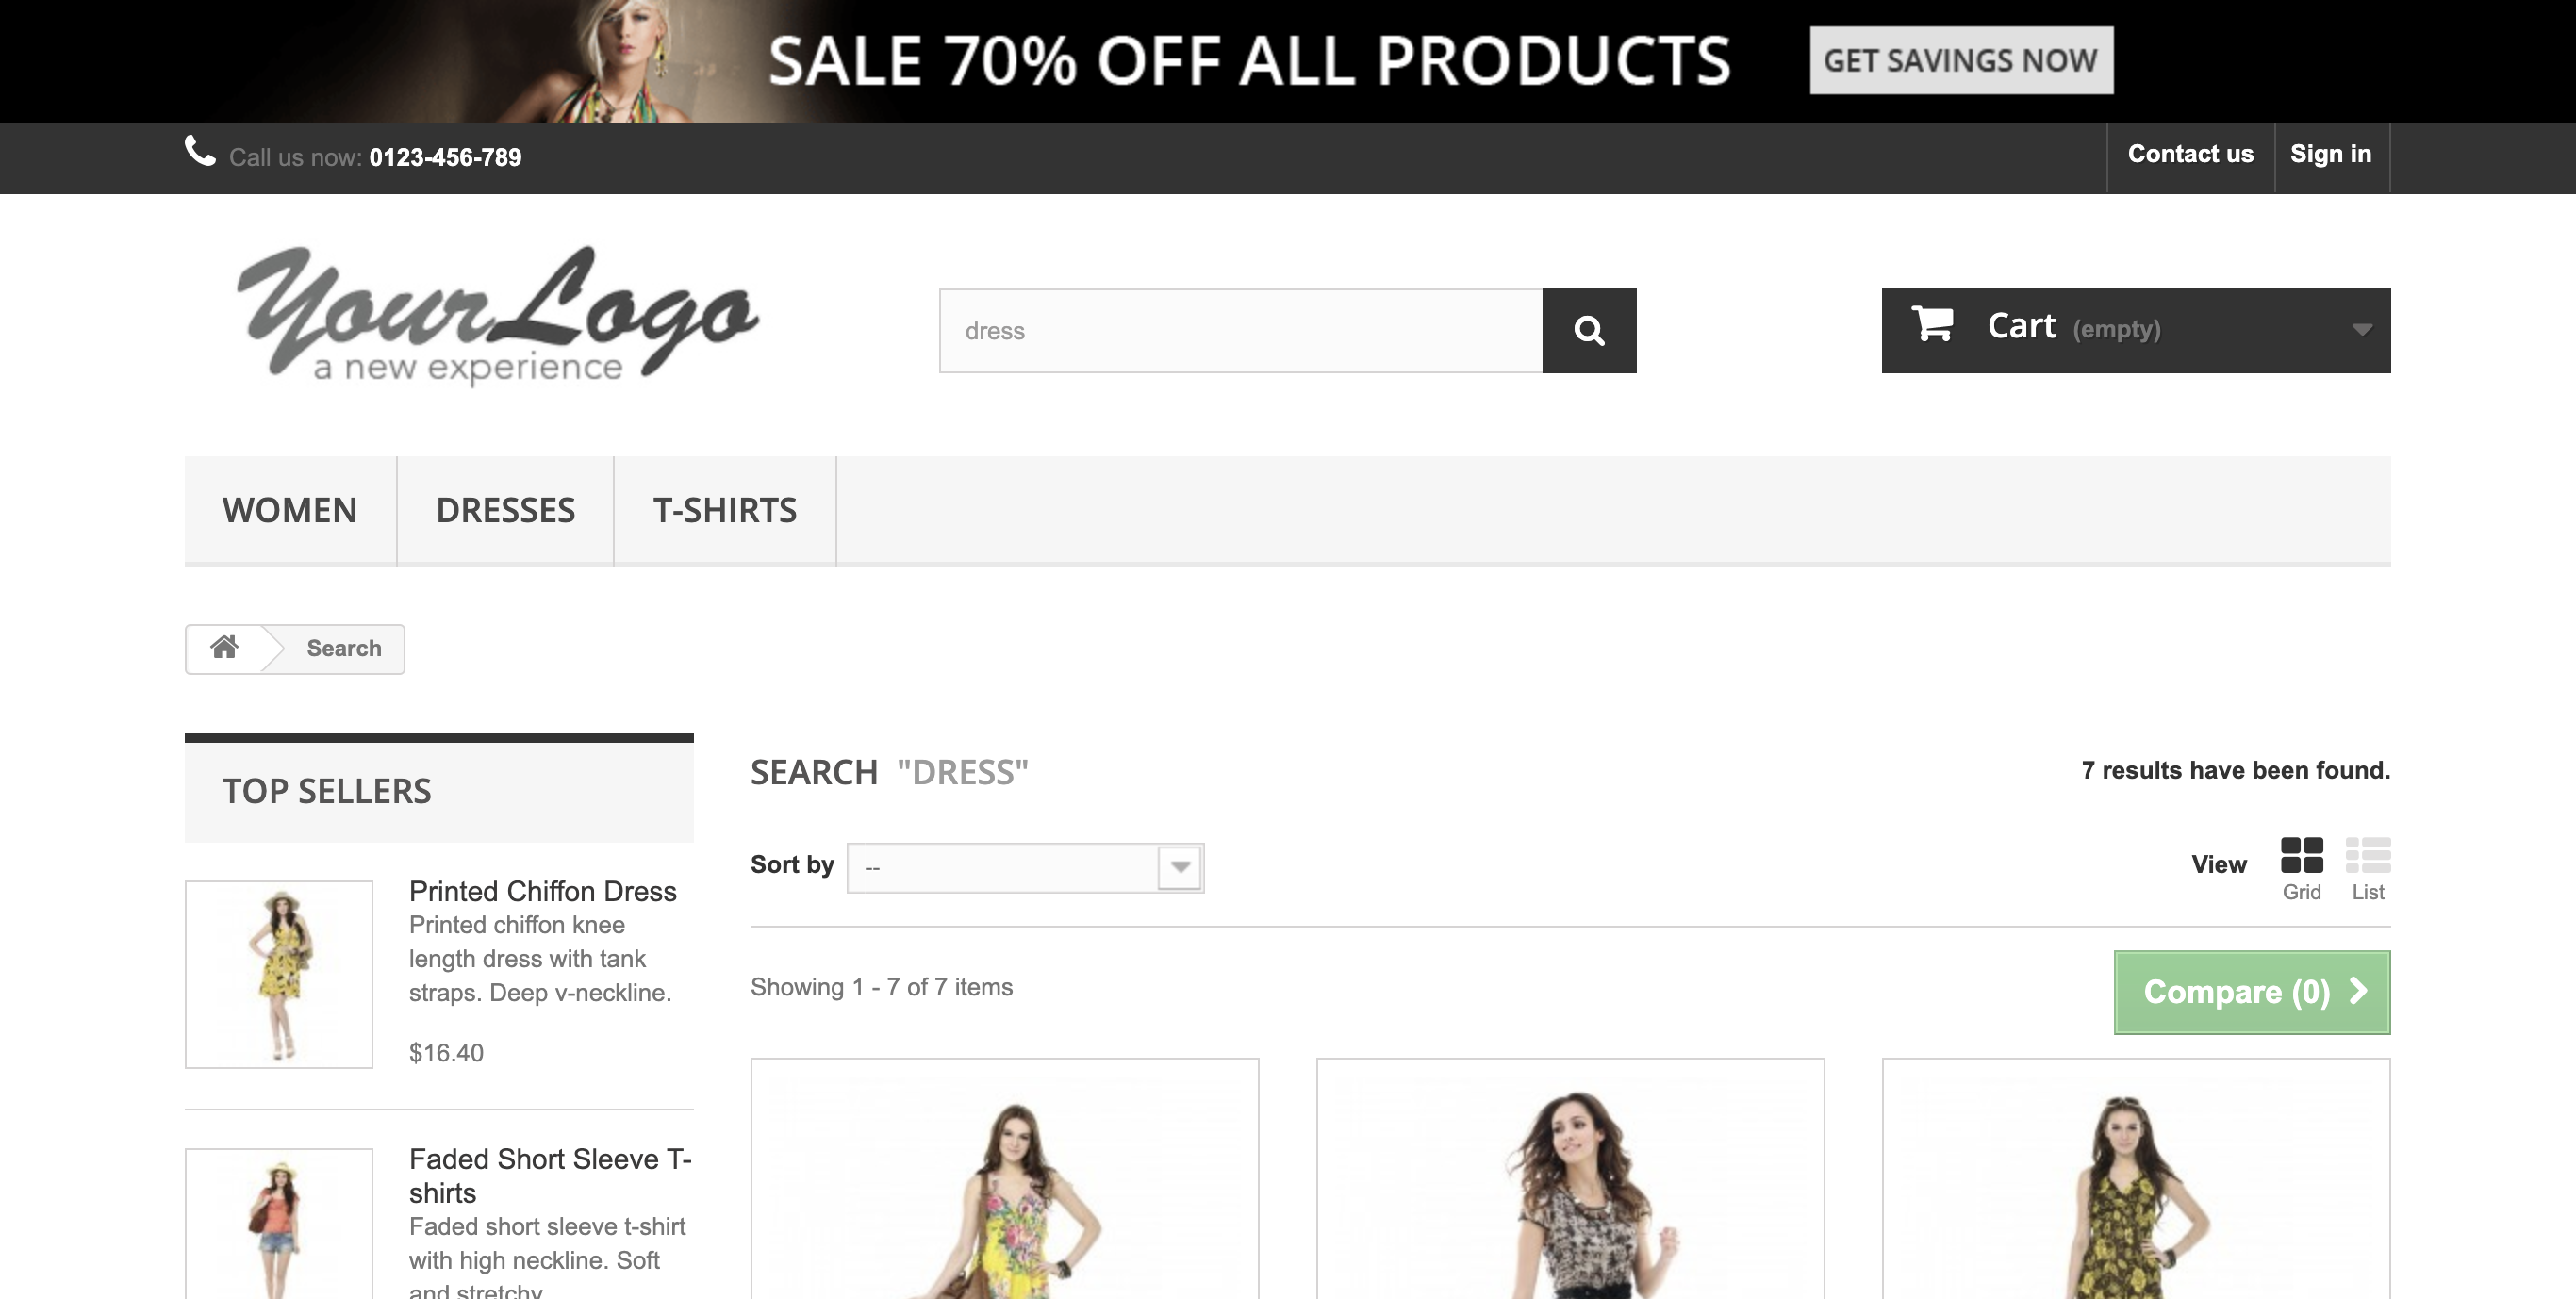 SALE 70% OFF ALL PRODUCTS
GET SAVINGS NOW
Call us now: 0123-456-789
Contact us
Sign in
YourLogo
a new experience
dress
Cart (empty)
WOMEN
DRESSES
T-SHIRTS
Search
TOP SELLERS
Printed Chiffon Dress
Printed chiffon knee
length dress with tank
straps. Deep v-neckline.
$16.40
Faded Short Sleeve T-
shirts
Faded short sleeve t-shirt
with high neckline. Soft
and stretchy
SEARCH "DRESS"
7 results have been found.
Sort by
--
View
Grid
List
Showing 1 - 7 of 7 items
Compare (0)